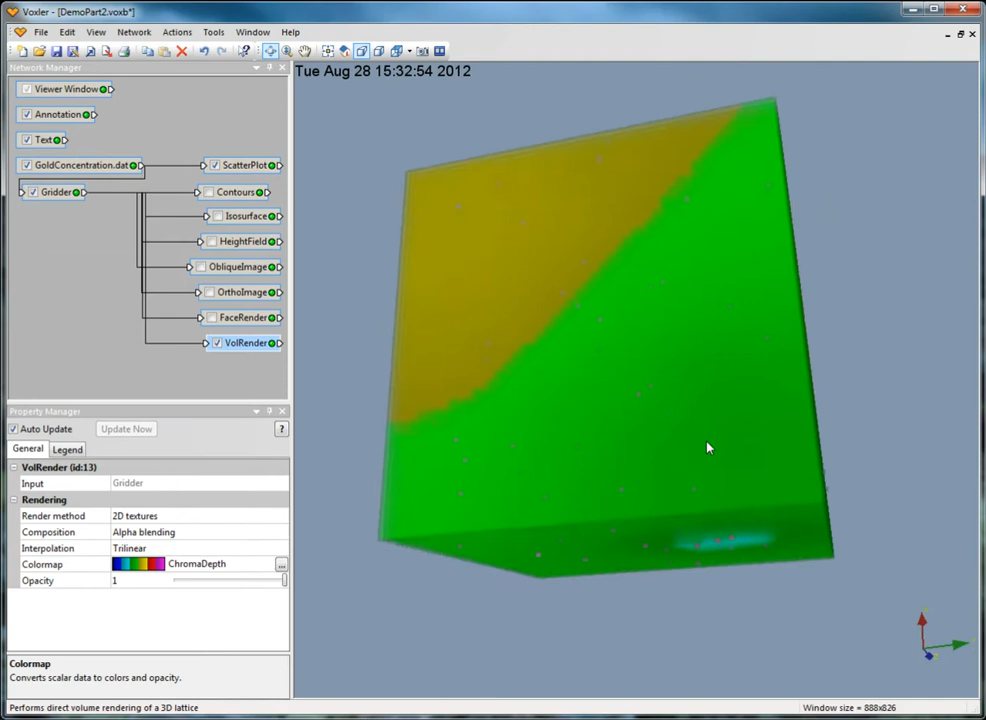 Voxler - [DemoPart2.voxb*]
File Edit View Network Actions Tools Window Help
Network Manager
Tue Aug 28 15:32:54 2012
Viewer Window
Annotation
Text
GoldConcentration.dat
ScatterPlot
Gridder
Contours
Isosurface
HeightField
ObliqueImage
OrthoImage
FaceRender
VolRender
Property Manager
Auto Update Update Now ?
General Legend
VolRender (id:13)
Input Gridder
Rendering
Render method 2D textures
Composition Alpha blending
Interpolation Trilinear
Colormap ChromaDepth ...
Opacity 1
Colormap
Converts scalar data to colors and opacity.
Performs direct volume rendering of a 3D lattice
Window size = 888x826